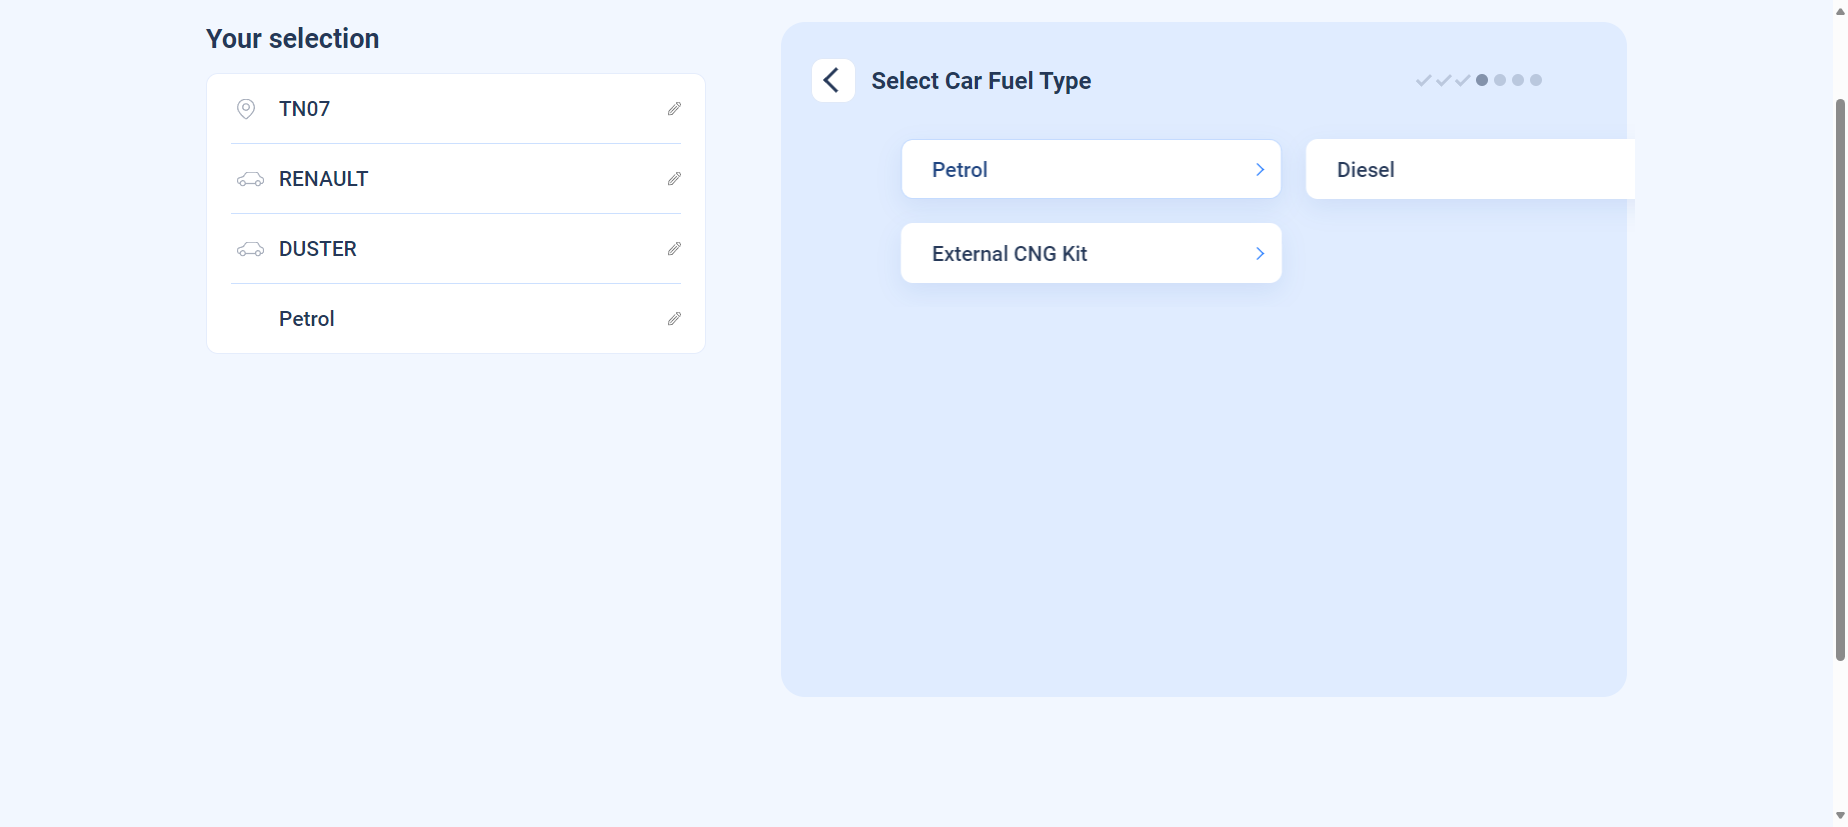 Your selection
TN07
RENAULT
DUSTER
Petrol
Select Car Fuel Type
Petrol
Diesel
External CNG Kit